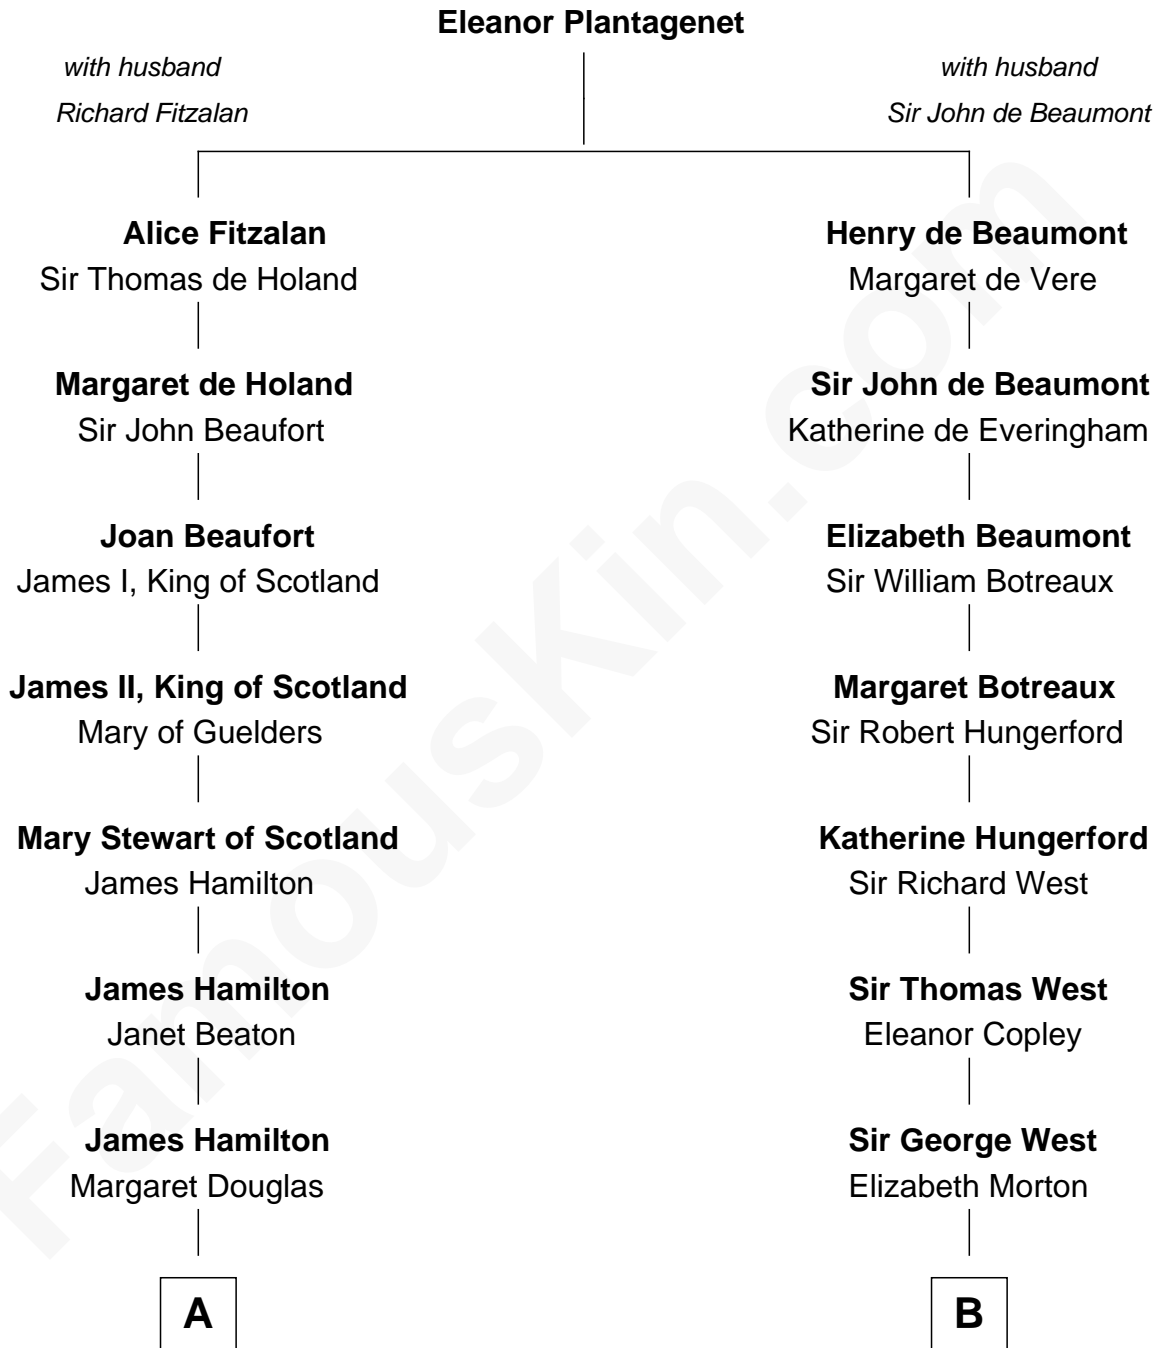 Eleanor Plantagenet
with husband
Richard Fitzalan
with husband
Sir John de Beaumont
Alice Fitzalan
Sir Thomas de Holand
Henry de Beaumont
Margaret de Vere
Margaret de Holand
Sir John Beaufort
Sir John de Beaumont
Katherine de Everingham
Joan Beaufort
James I, King of Scotland
Elizabeth Beaumont
Sir William Botreaux
James II, King of Scotland
Mary of Guelders
Margaret Botreaux
Sir Robert Hungerford
Mary Stewart of Scotland
James Hamilton
Katherine Hungerford
Sir Richard West
James Hamilton
Janet Beaton
Sir Thomas West
Eleanor Copley
James Hamilton
Margaret Douglas
Sir George West
Elizabeth Morton
A
B
FamousKin.com